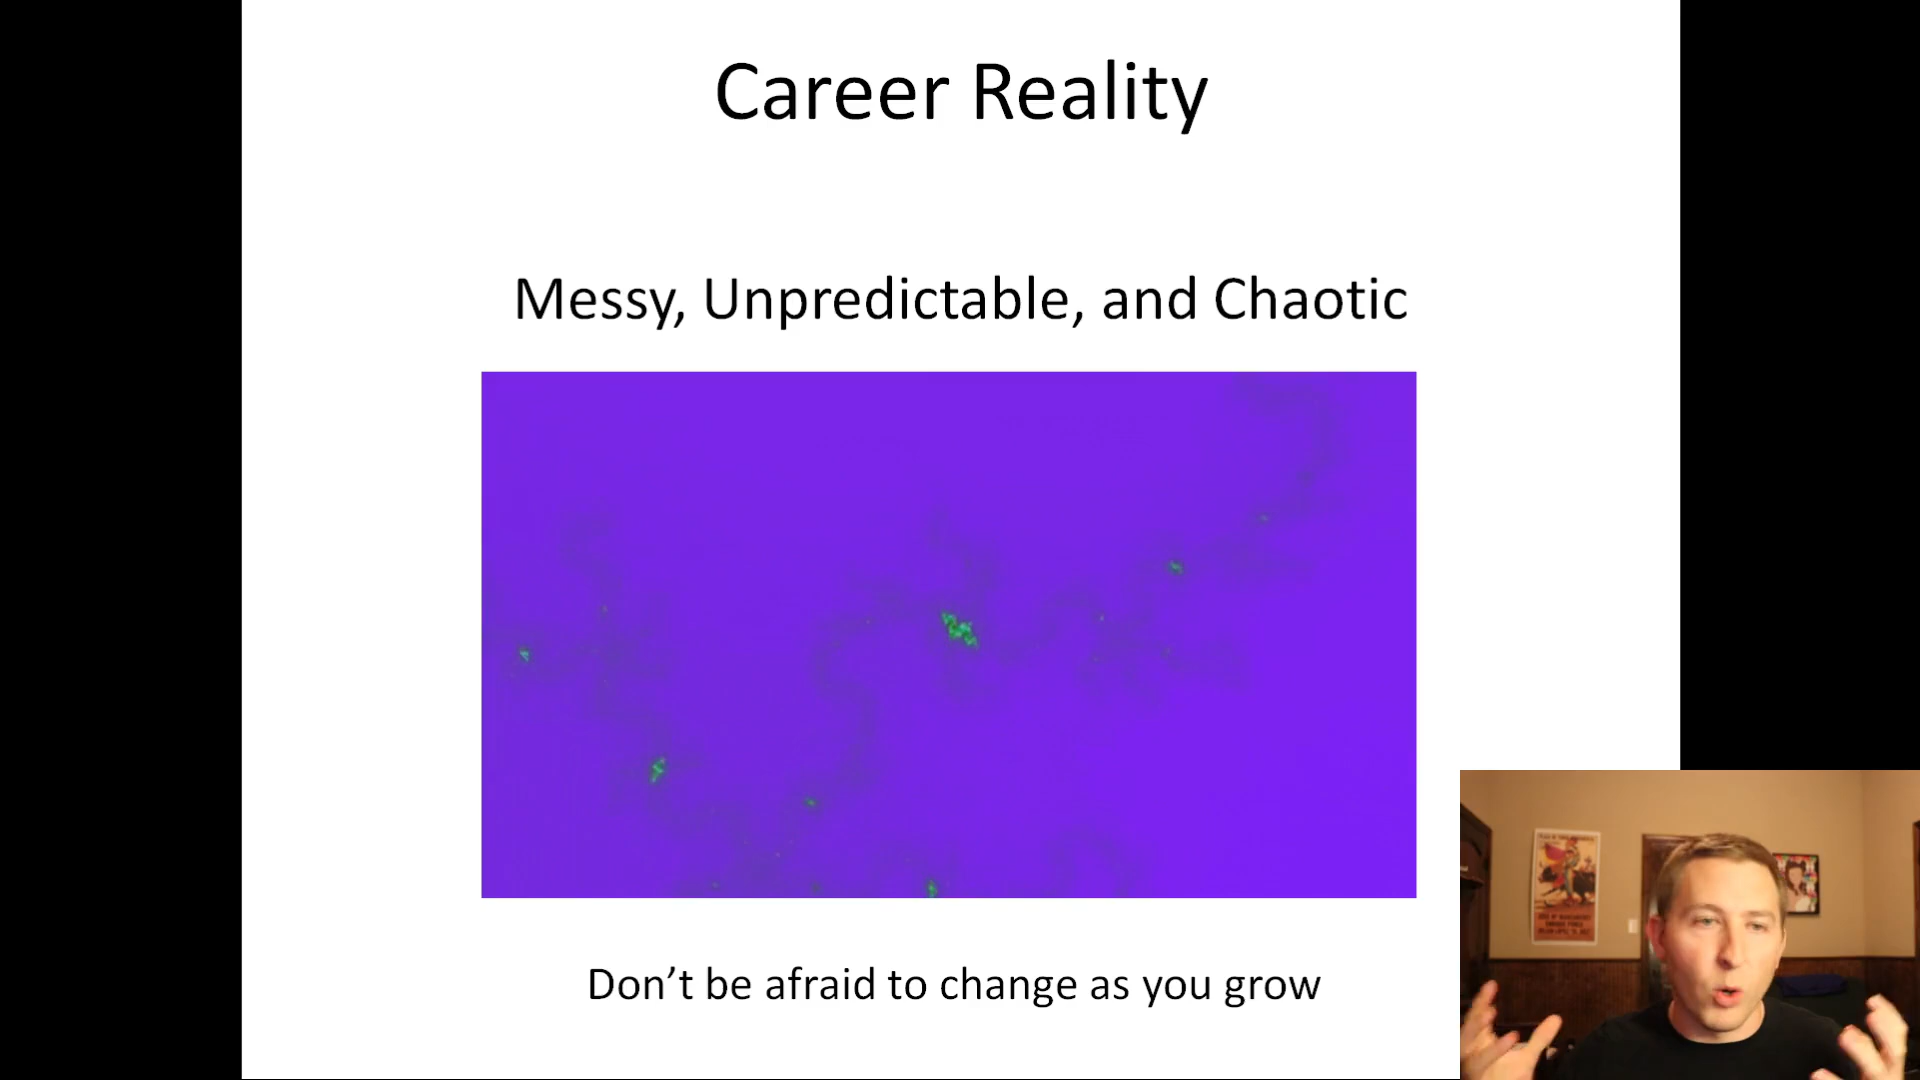 Career Reality
Messy, Unpredictable, and Chaotic
Don't be afraid to change as you grow